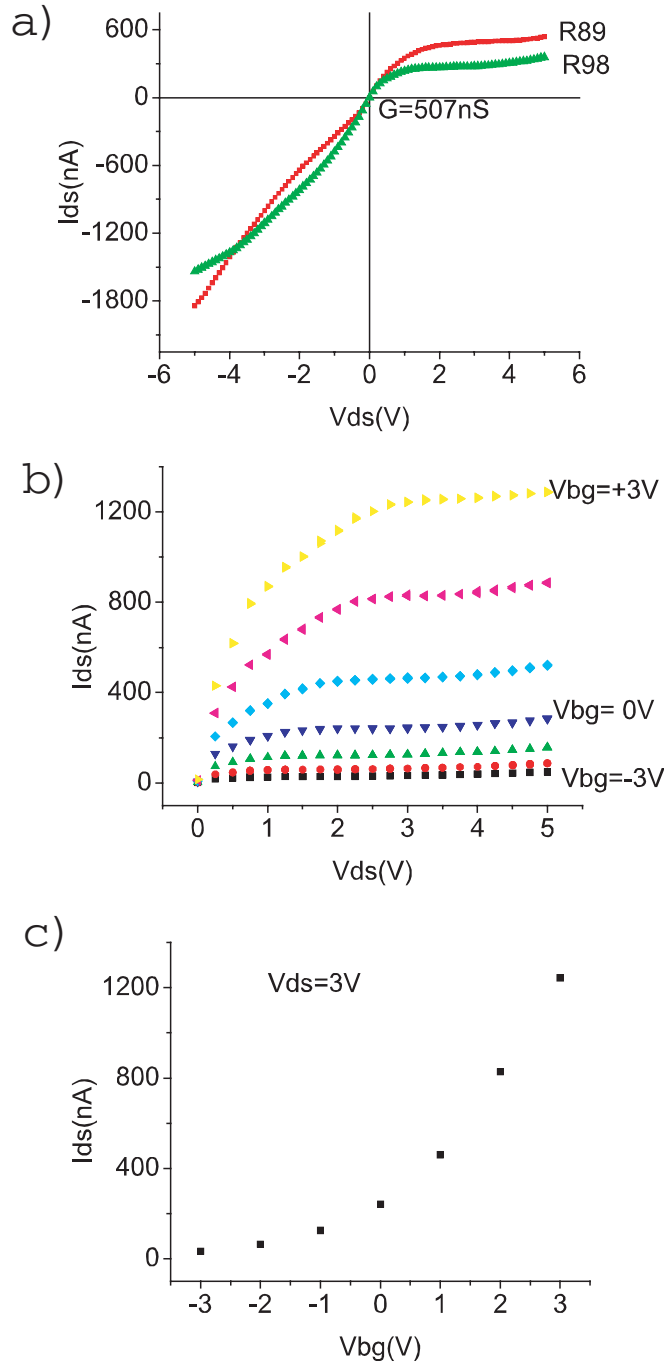 a)
600
0
-600
-1200
-1800
Ids(nA)
R89
R98
G=507nS
-6 -4 -2 0 2 4 6
Vds(V)
b)
1200
800
400
0
Ids(nA)
Vbg=+3V
Vbg= 0V
Vbg=-3V
0 1 2 3 4 5
Vds(V)
c)
Vds=3V
1200
800
400
0
Ids(nA)
-3 -2 -1 0 1 2 3
Vbg(V)